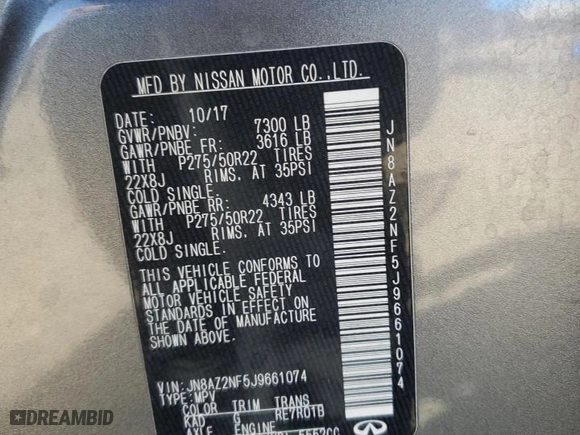 MFD BY NISSAN MOTOR CO.,LTD.
DATE: 10/17
GVWR/PNBV: 7300 LB
GAWR/PNBE FR: 3616 LB
WITH P275/50R22 TIRES
22X8J RIMS, AT 35PSI
COLD SINGLE.
GAWR/PNBE RR: 4343 LB
WITH P275/50R22 TIRES
22X8J RIMS, AT 35PSI
COLD SINGLE.
THIS VEHICLE CONFORMS TO
ALL APPLICABLE FEDERAL
MOTOR VEHICLE SAFETY
STANDARDS IN EFFECT ON
THE DATE OF MANUFACTURE
SHOWN ABOVE.
VIN:JN8AZ2NF5J9661074
TYPE:MPV
COLOR TRIM TRANS
KAD G RE7R01B
AXLE ENGINE
5552CC
JN8AZ2NF5J9661074
DREAMBID